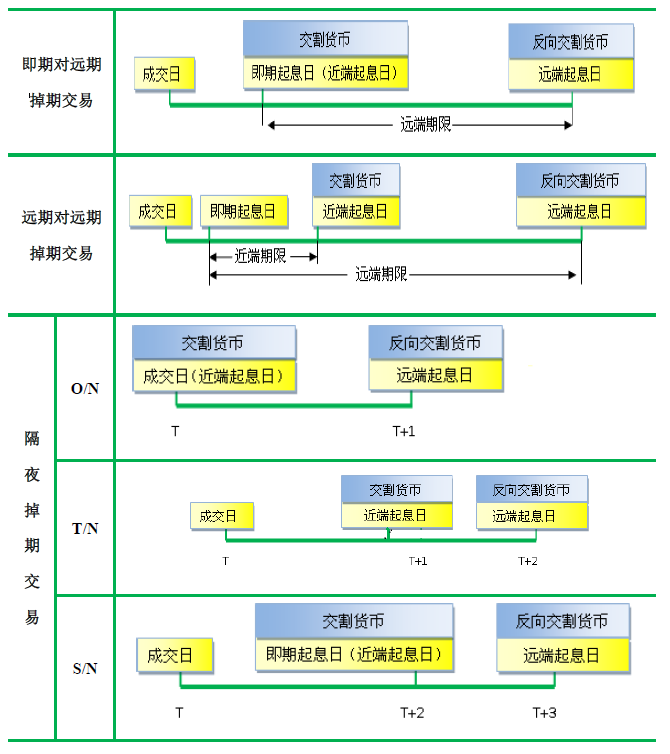 即期对远期
掉期交易
交割货币
反向交割货币
成交日
即期起息日（近端起息日）
远端起息日
远端期限
远期对远期
掉期交易
交割货币
反向交割货币
成交日
即期起息日
近端起息日
远端起息日
近端期限
远端期限
隔夜掉期交易
O/N
交割货币
反向交割货币
成交日（近端起息日）
远端起息日
T
T+1
T/N
交割货币
反向交割货币
成交日
近端起息日
远端起息日
T
T+1
T+2
S/N
交割货币
反向交割货币
成交日
即期起息日（近端起息日）
远端起息日
T
T+2
T+3